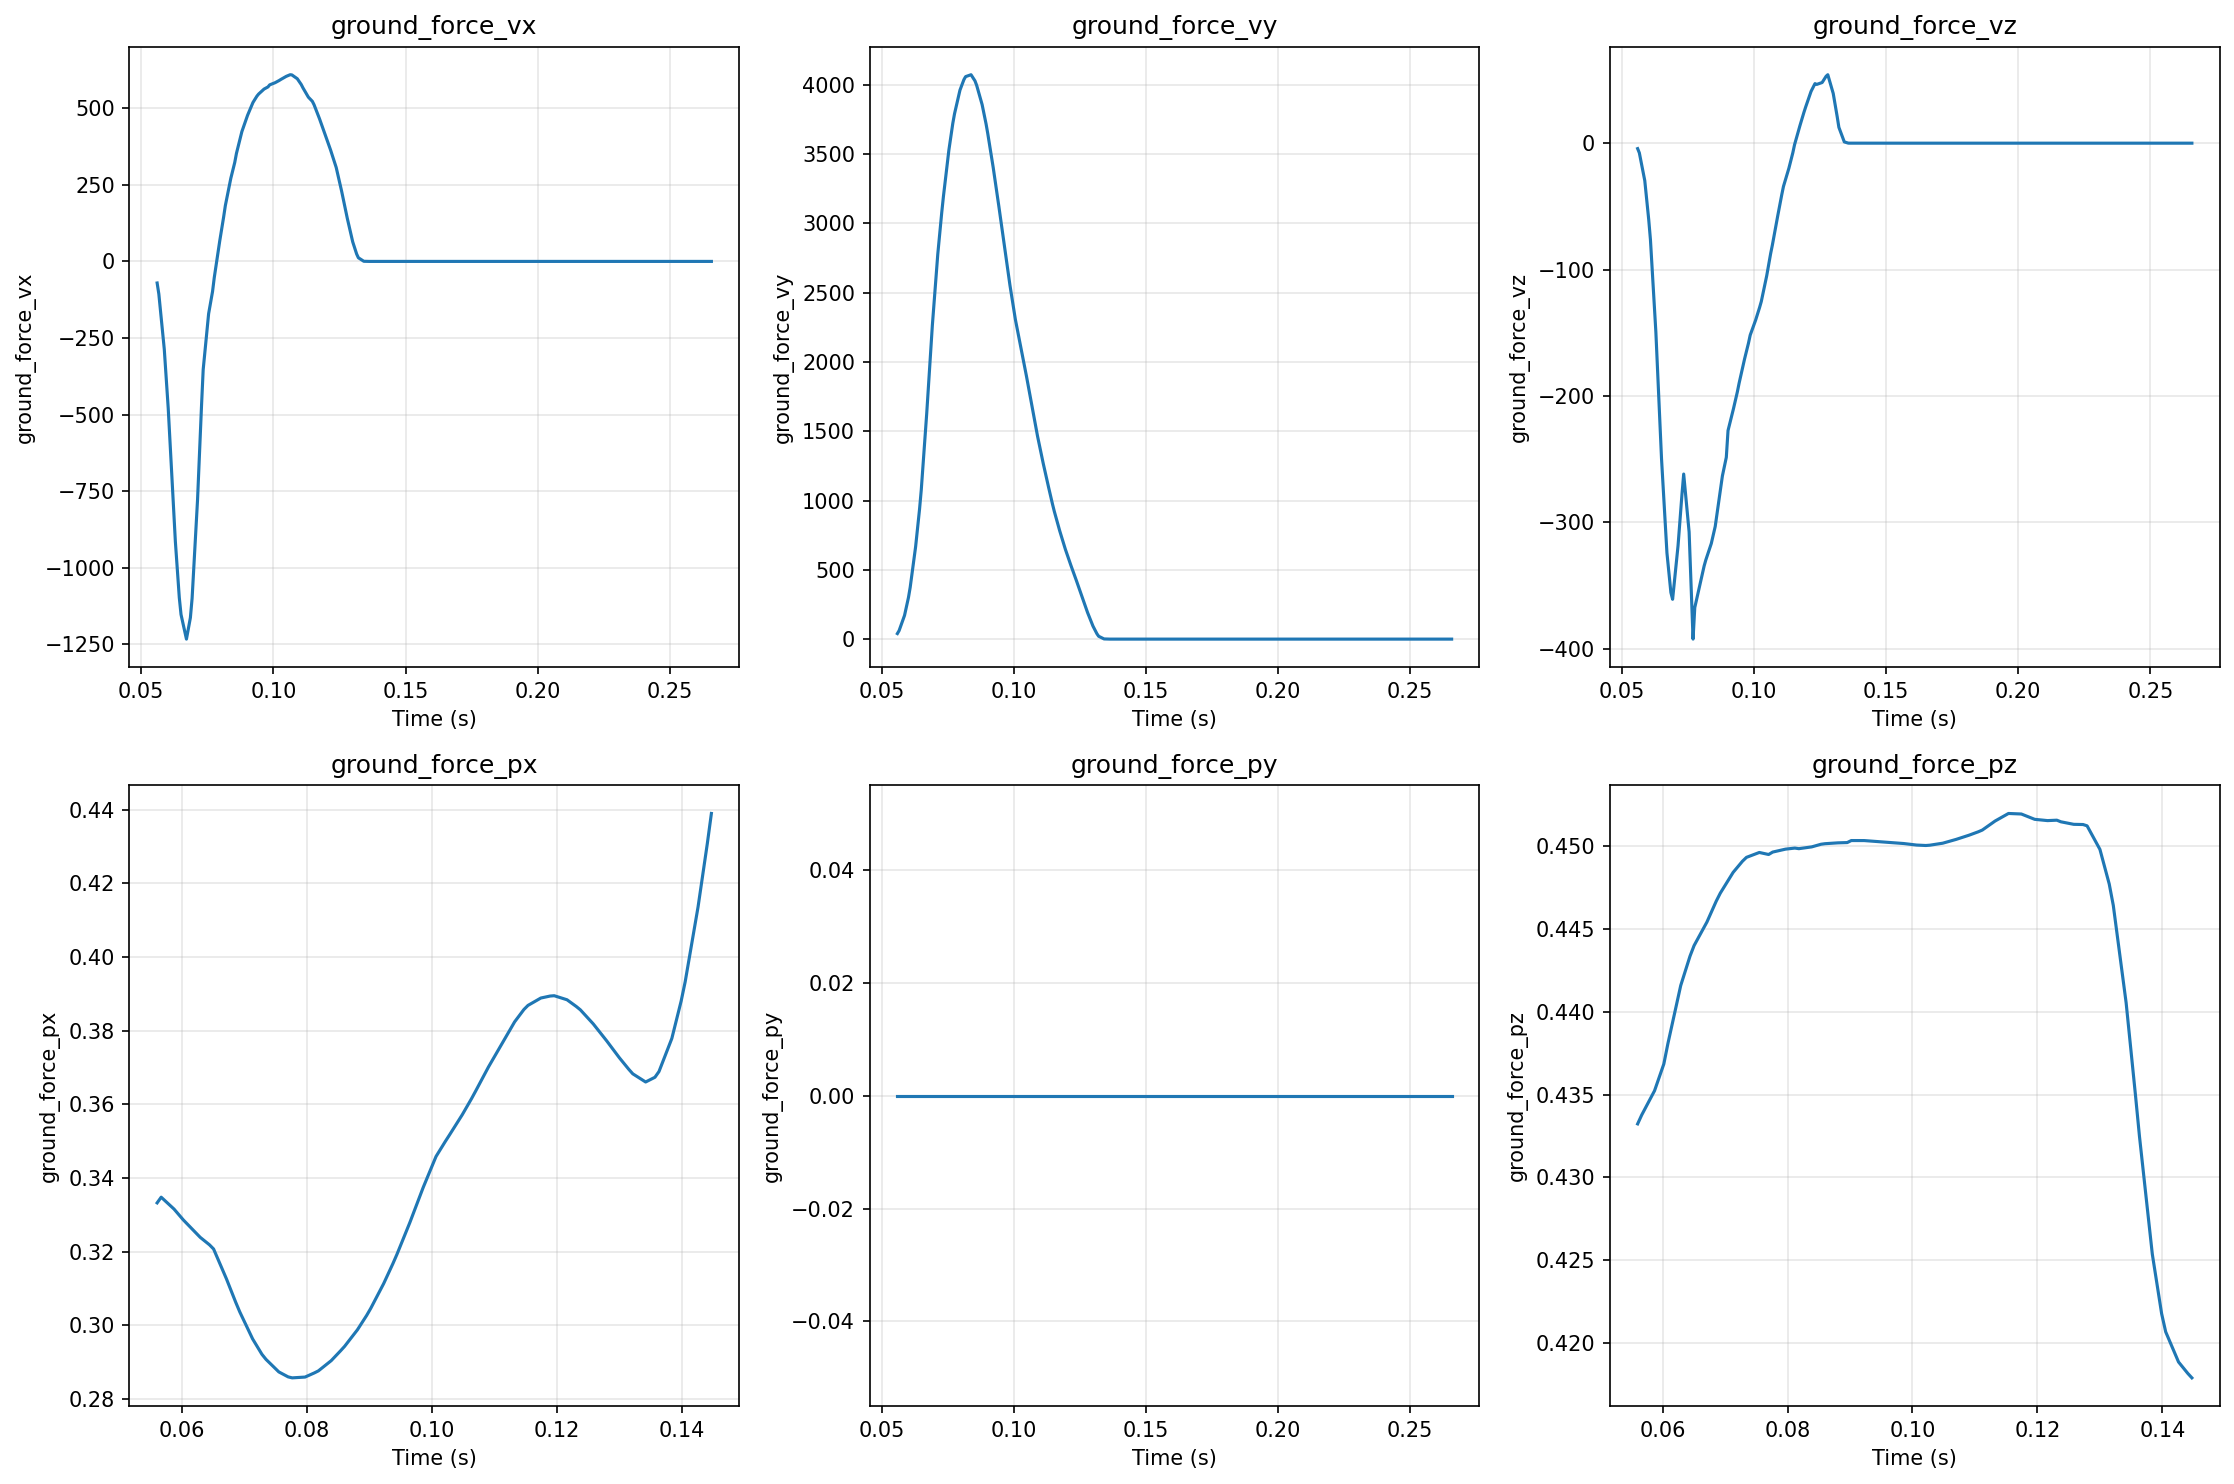 ground_force_vx
ground_force_vy
ground_force_vz
ground_force_vx
500
250
0
−250
−500
−750
−1000
−1250
0.05 0.10 0.15 0.20 0.25
Time (s)
ground_force_vy
4000
3500
3000
2500
2000
1500
1000
500
0
0.05 0.10 0.15 0.20 0.25
Time (s)
ground_force_vz
0
−100
−200
−300
−400
0.05 0.10 0.15 0.20 0.25
Time (s)
ground_force_px
ground_force_py
ground_force_pz
ground_force_px
0.44
0.42
0.40
0.38
0.36
0.34
0.32
0.30
0.28
0.06 0.08 0.10 0.12 0.14
Time (s)
ground_force_py
0.04
0.02
0.00
−0.02
−0.04
0.05 0.10 0.15 0.20 0.25
Time (s)
ground_force_pz
0.450
0.445
0.440
0.435
0.430
0.425
0.420
0.06 0.08 0.10 0.12 0.14
Time (s)